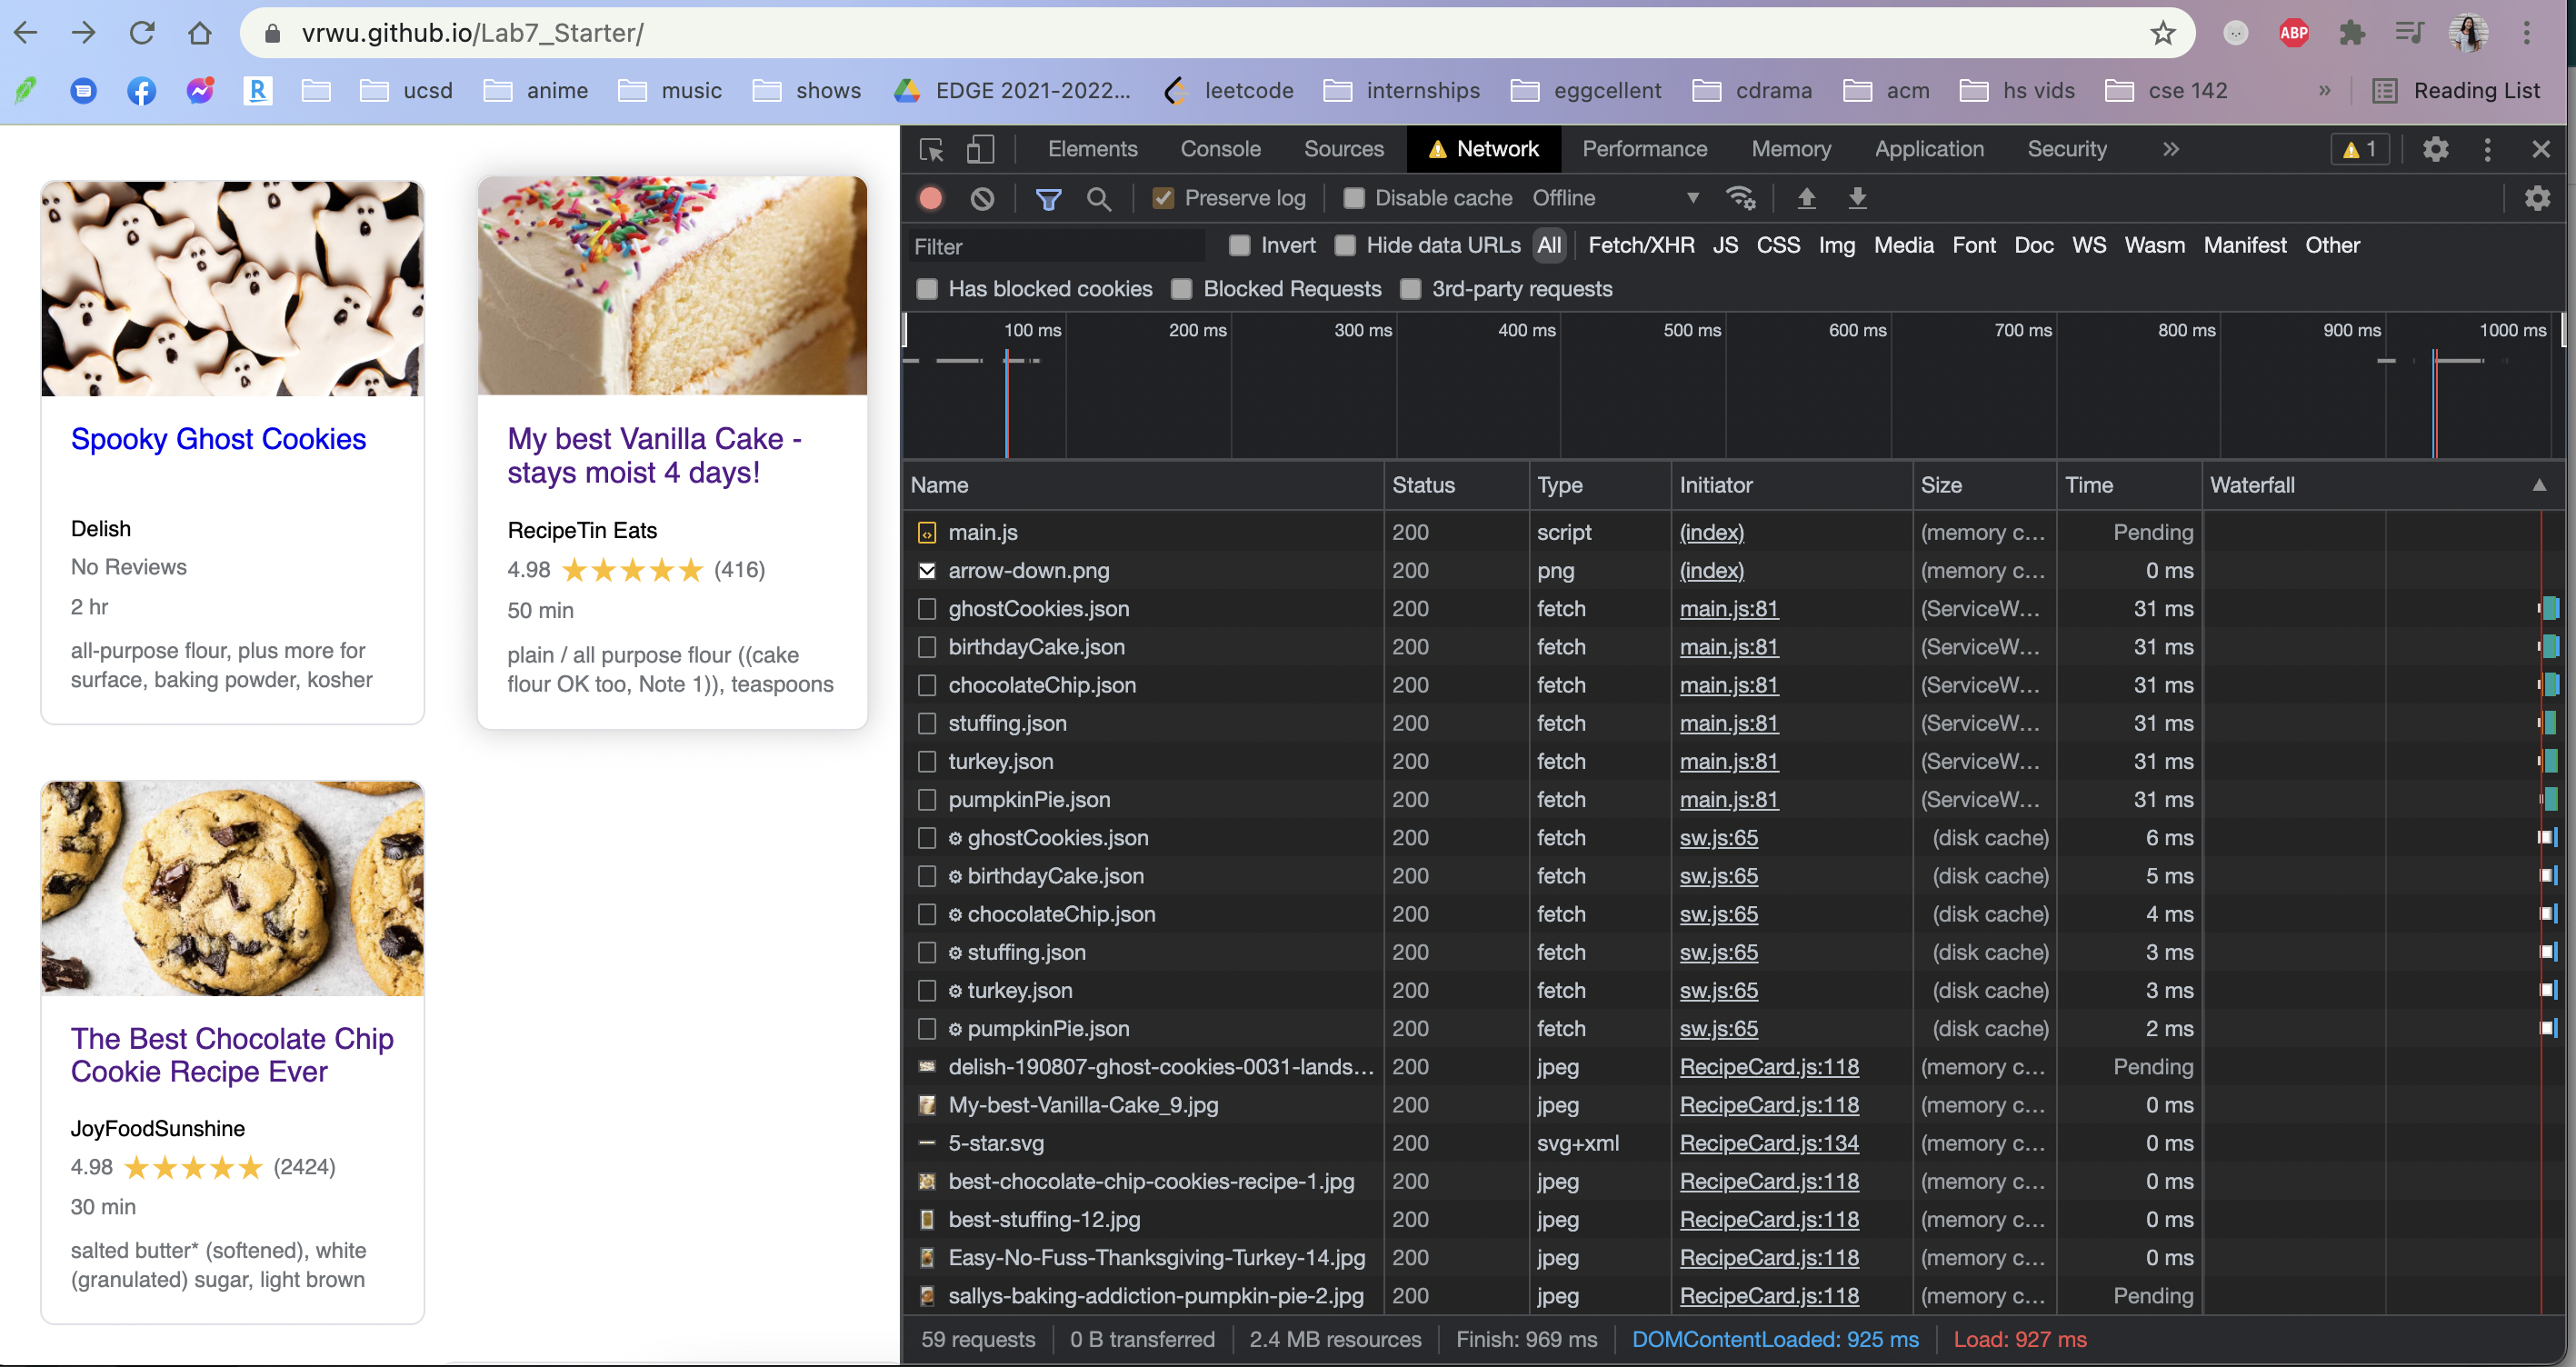 vrwu.github.io/Lab7_Starter/
ABP
R
ucsd anime music shows EDGE 2021-2022... leetcode internships eggcellent cdrama acm hs vids cse 142 » Reading List
Elements Console Sources Network Performance Memory Application Security » 1
Preserve log Disable cache Offline
Filter Invert Hide data URLs All Fetch/XHR JS CSS Img Media Font Doc WS Wasm Manifest Other
Has blocked cookies Blocked Requests 3rd-party requests
100 ms 200 ms 300 ms 400 ms 500 ms 600 ms 700 ms 800 ms 900 ms 1000 ms
Name Status Type Initiator Size Time Waterfall
main.js 200 script (index) (memory c... Pending
arrow-down.png 200 png (index) (memory c... 0 ms
ghostCookies.json 200 fetch main.js:81 (ServiceW... 31 ms
birthdayCake.json 200 fetch main.js:81 (ServiceW... 31 ms
chocolateChip.json 200 fetch main.js:81 (ServiceW... 31 ms
stuffing.json 200 fetch main.js:81 (ServiceW... 31 ms
turkey.json 200 fetch main.js:81 (ServiceW... 31 ms
pumpkinPie.json 200 fetch main.js:81 (ServiceW... 31 ms
ghostCookies.json 200 fetch sw.js:65 (disk cache) 6 ms
birthdayCake.json 200 fetch sw.js:65 (disk cache) 5 ms
chocolateChip.json 200 fetch sw.js:65 (disk cache) 4 ms
stuffing.json 200 fetch sw.js:65 (disk cache) 3 ms
turkey.json 200 fetch sw.js:65 (disk cache) 3 ms
pumpkinPie.json 200 fetch sw.js:65 (disk cache) 2 ms
delish-190807-ghost-cookies-0031-lands... 200 jpeg RecipeCard.js:118 (memory c... Pending
My-best-Vanilla-Cake_9.jpg 200 jpeg RecipeCard.js:118 (memory c... 0 ms
5-star.svg 200 svg+xml RecipeCard.js:134 (memory c... 0 ms
best-chocolate-chip-cookies-recipe-1.jpg 200 jpeg RecipeCard.js:118 (memory c... 0 ms
best-stuffing-12.jpg 200 jpeg RecipeCard.js:118 (memory c... 0 ms
Easy-No-Fuss-Thanksgiving-Turkey-14.jpg 200 jpeg RecipeCard.js:118 (memory c... 0 ms
sallys-baking-addiction-pumpkin-pie-2.jpg 200 jpeg RecipeCard.js:118 (memory c... Pending
59 requests 0 B transferred 2.4 MB resources Finish: 969 ms DOMContentLoaded: 925 ms Load: 927 ms
Spooky Ghost Cookies
Delish
No Reviews
2 hr
all-purpose flour, plus more for
surface, baking powder, kosher
My best Vanilla Cake -
stays moist 4 days!
RecipeTin Eats
4.98 (416)
50 min
plain / all purpose flour ((cake
flour OK too, Note 1)), teaspoons
The Best Chocolate Chip
Cookie Recipe Ever
JoyFoodSunshine
4.98 (2424)
30 min
salted butter* (softened), white
(granulated) sugar, light brown